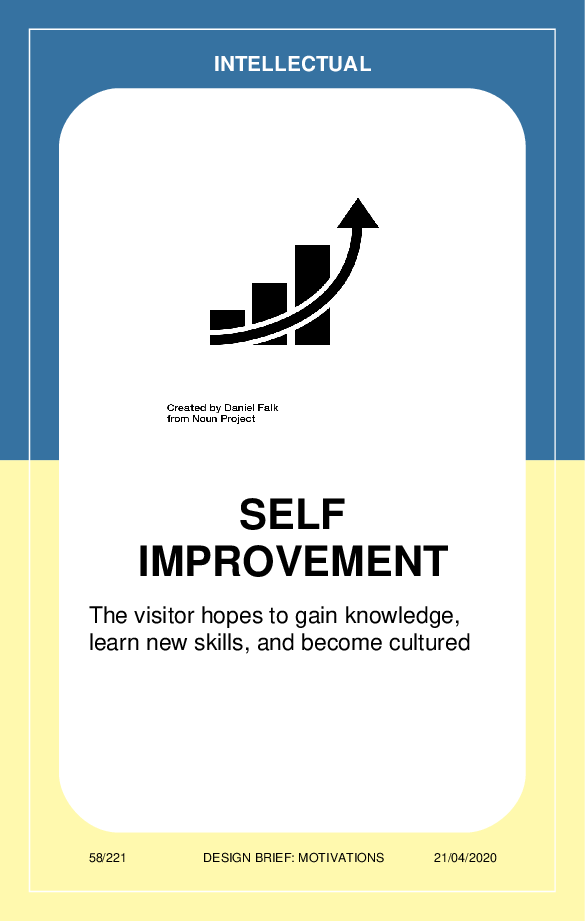 INTELLECTUAL
Created by Daniel Falk
from Noun Project
SELF
IMPROVEMENT
The visitor hopes to gain knowledge,
learn new skills, and become cultured
58/221 DESIGN BRIEF: MOTIVATIONS 21/04/2020